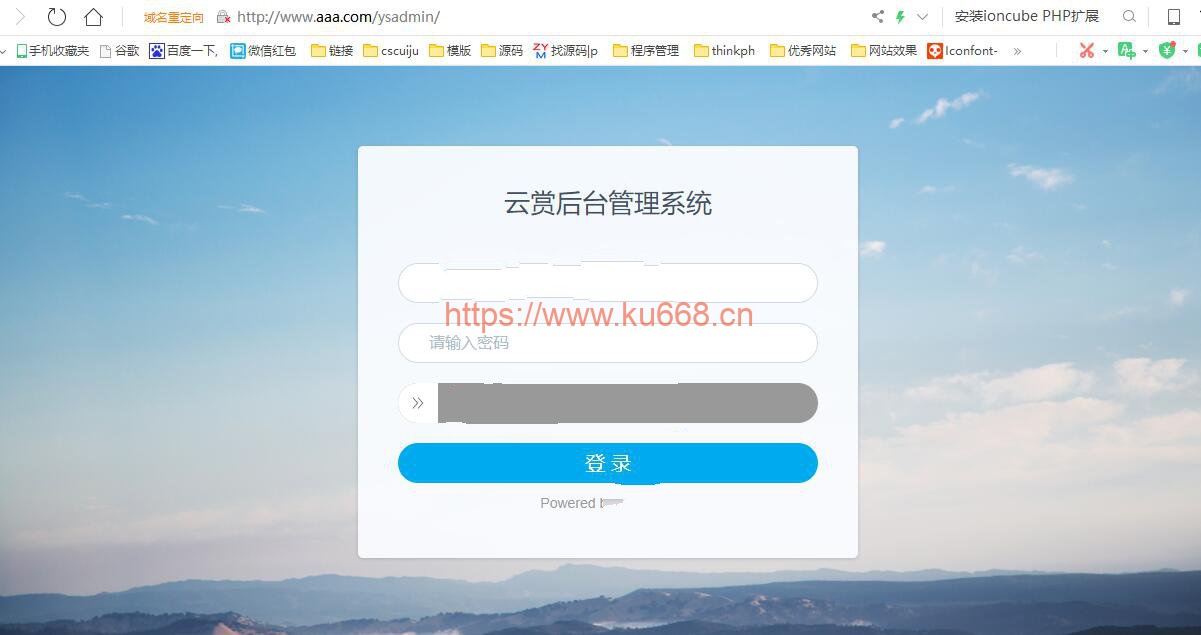 域名重定向 http://www.aaa.com/ysadmin/ 安装ioncube PHP扩展
手机收藏夹 谷歌 百度一下, 微信红包 链接 cscuiju 模版 源码 ZYM 找源码|p 程序管理 thinkph 优秀网站 网站效果 Iconfont- »
云赏后台管理系统
https://www.ku668.cn
请输入密码
登 录
Powered